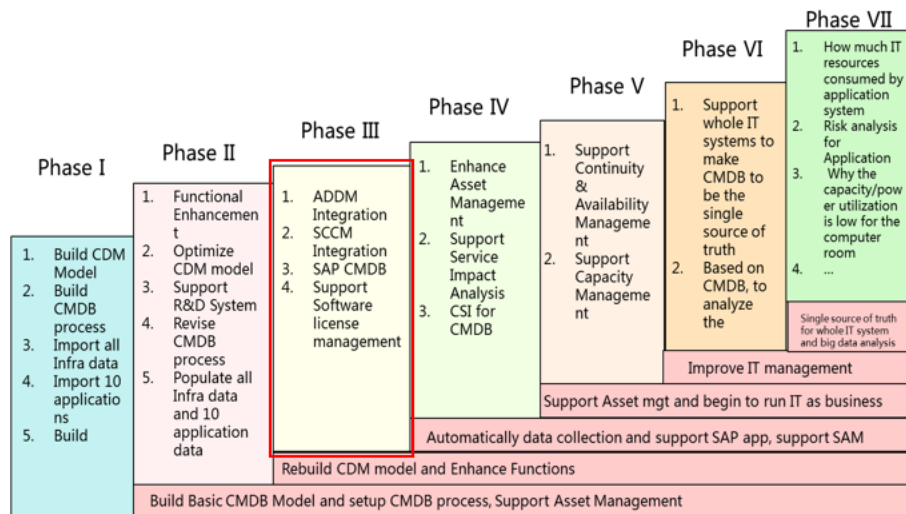 Phase I
1. Build CDM
Model
2. Build
CMDB
process
3. Import all
Infra data
4. Import 10
applicatio
ns
5. Build
Phase II
1. Functional
Enhancemen
t
2. Optimize
CDM model
3. Support
R&D System
4. Revise
CMDB
process
5. Populate all
Infra data
and 10
application
data
Phase III
1. ADDM
Integration
2. SCCM
Integration
3. SAP CMDB
4. Support
Software
license
management
Phase IV
1. Enhance
Asset
Manageme
nt
2. Support
Service
Impact
Analysis
3. CSI for
CMDB
Phase V
1. Support
Continuity
&
Availability
Management
2. Support
Capacity
Manageme
nt
Phase VI
1. Support
whole IT
systems to
make CMDB
to be the
single
source of
truth
2. Based on
CMDB, to
analyze
the
Phase VII
1. How much IT
resources
consumed by
application
system
2. Risk analysis
for
Application
3. Why the
capacity/pow
er utilization
is low for the
computer
room
4. ...
Single source of truth
for whole IT system
and big data analysis
Improve IT management
Support Asset mgt and begin to run IT as business
Automatically data collection and support SAP app, support SAM
Rebuild CDM model and Enhance Functions
Build Basic CMDB Model and setup CMDB process, Support Asset Management